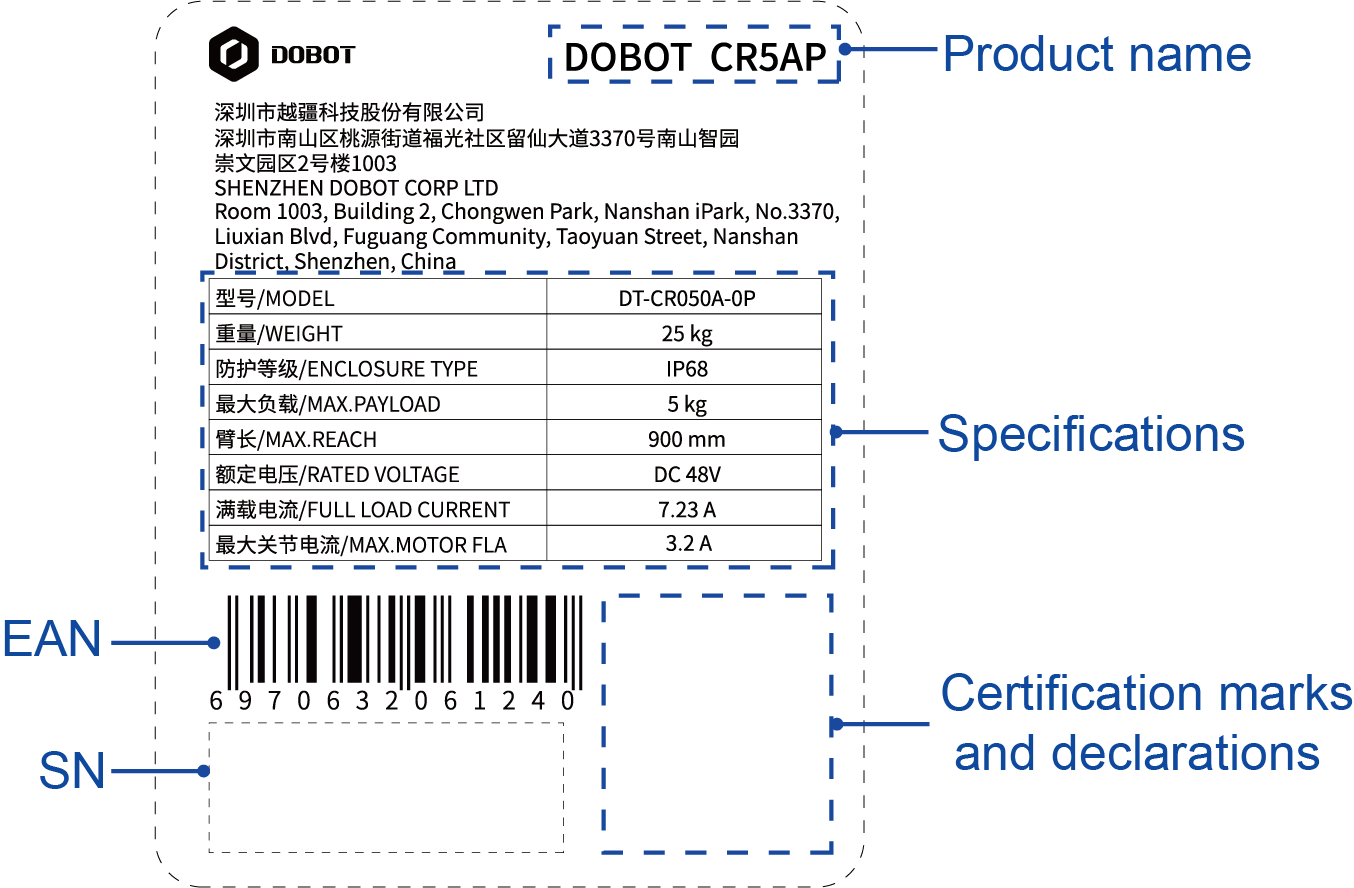 DOBOT
DOBOT CR5AP
Product name
深圳市越疆科技股份有限公司
深圳市南山区桃源街道福光社区留仙大道3370号南山智园
崇文园区2号楼1003
SHENZHEN DOBOT CORP LTD
Room 1003, Building 2, Chongwen Park, Nanshan iPark, No.3370,
Liuxian Blvd, Fuguang Community, Taoyuan Street, Nanshan
District, Shenzhen, China
型号/MODEL DT-CR050A-0P
重量/WEIGHT 25 kg
防护等级/ENCLOSURE TYPE IP68
最大负载/MAX.PAYLOAD 5 kg
臂长/MAX.REACH 900 mm
额定电压/RATED VOLTAGE DC 48V
满载电流/FULL LOAD CURRENT 7.23 A
最大关节电流/MAX.MOTOR FLA 3.2 A
Specifications
EAN
6970632061240
SN
Certification marks
and declarations